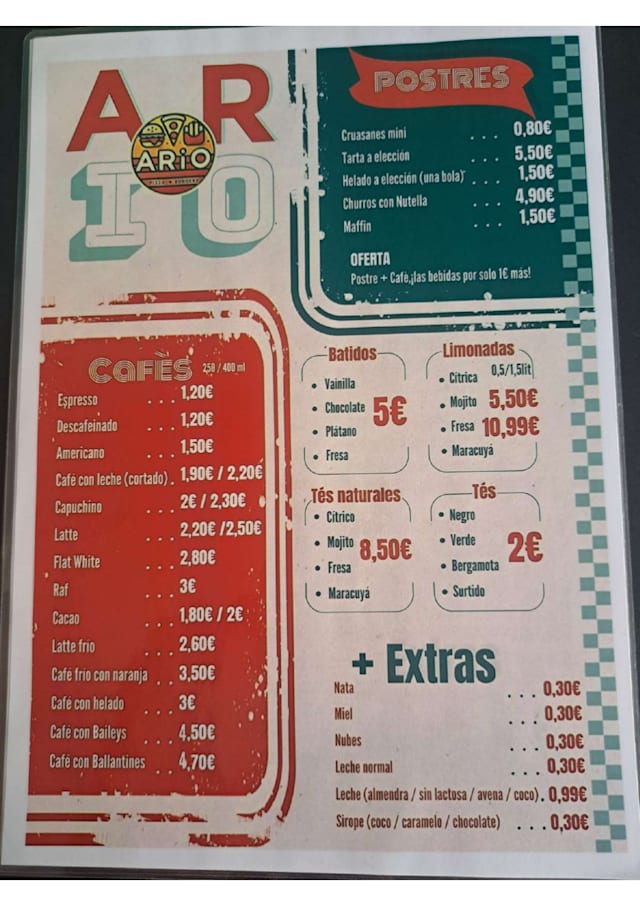 AR
IO
ARiO
PIZZA & BURGERS
POSTRES
Cruasanes mini . . . 0,80€
Tarta a elección . . . 5,50€
Helado a elección (una bola) . . . 1,50€
Churros con Nutella . . . 4,90€
Maffin . . . 1,50€
OFERTA
Postre + Cafè,¡las bebidas por solo 1€ más!
CAFÈS 250 / 400 ml
Espresso . . . 1,20€
Descafeinado . . . 1,20€
Americano . . . 1,50€
Café con leche (cortado) . 1,90€ / 2,20€
Capuchino . . . 2€ / 2,30€
Latte . . . 2,20€ /2,50€
Flat White . . . 2,80€
Raf . . . 3€
Cacao . . . 1,80€ / 2€
Latte frío . . . 2,60€
Café frío con naranja . . . 3,50€
Café con helado . . . 3€
Café con Baileys . . . 4,50€
Café con Ballantines . . . 4,70€
Batidos
• Vainilla
• Chocolate
• Plátano
• Fresa
5€
Limonadas
0,5/1,5lit
• Cítrica
• Mojito
• Fresa
• Maracuyá
5,50€
10,99€
Tés naturales
• Cítrico
• Mojito
• Fresa
• Maracuyá
8,50€
Tés
• Negro
• Verde
• Bergamota
• Surtido
2€
+ Extras
Nata . . . 0,30€
Miel . . . 0,30€
Nubes . . . 0,30€
Leche normal . . . 0,30€
Leche (almendra / sin lactosa / avena / coco) . 0,99€
Sirope (coco / caramelo / chocolate) . . . 0,30€